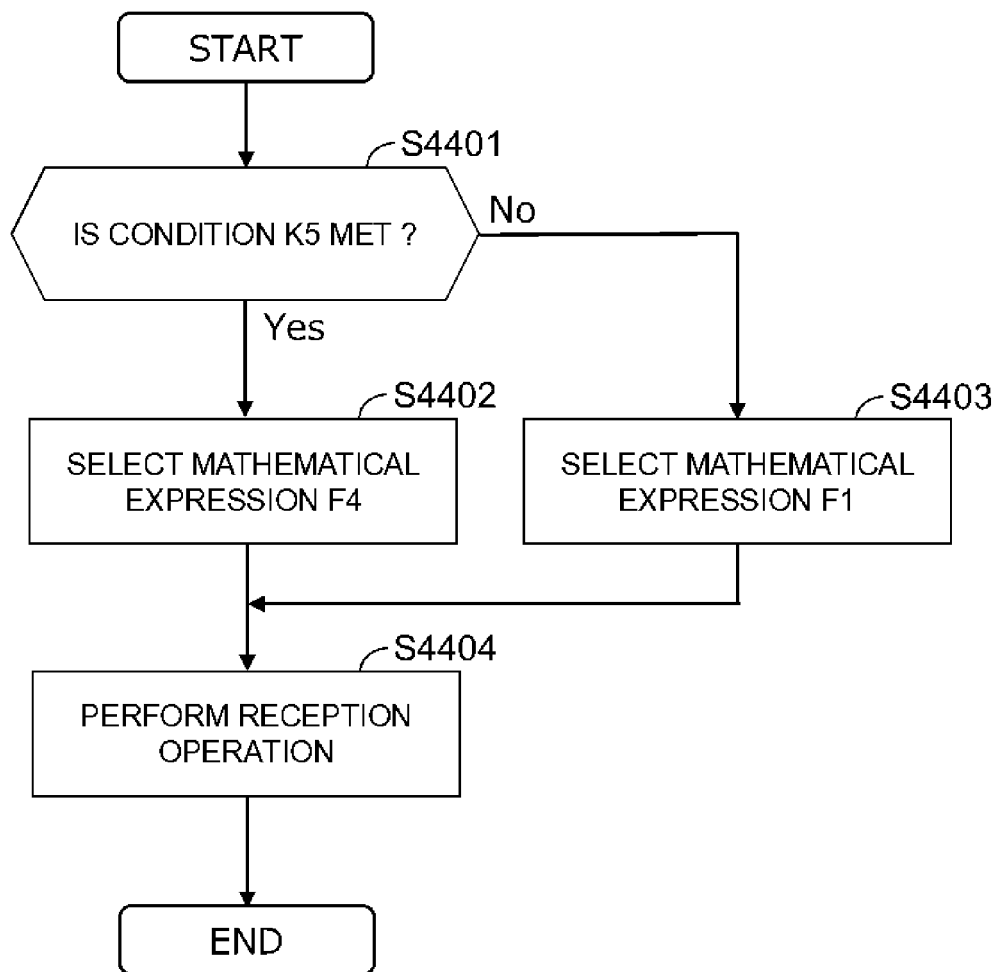 START
S4401
IS CONDITION K5 MET ?
No
Yes
S4402
S4403
SELECT MATHEMATICAL
EXPRESSION F4
SELECT MATHEMATICAL
EXPRESSION F1
S4404
PERFORM RECEPTION
OPERATION
END